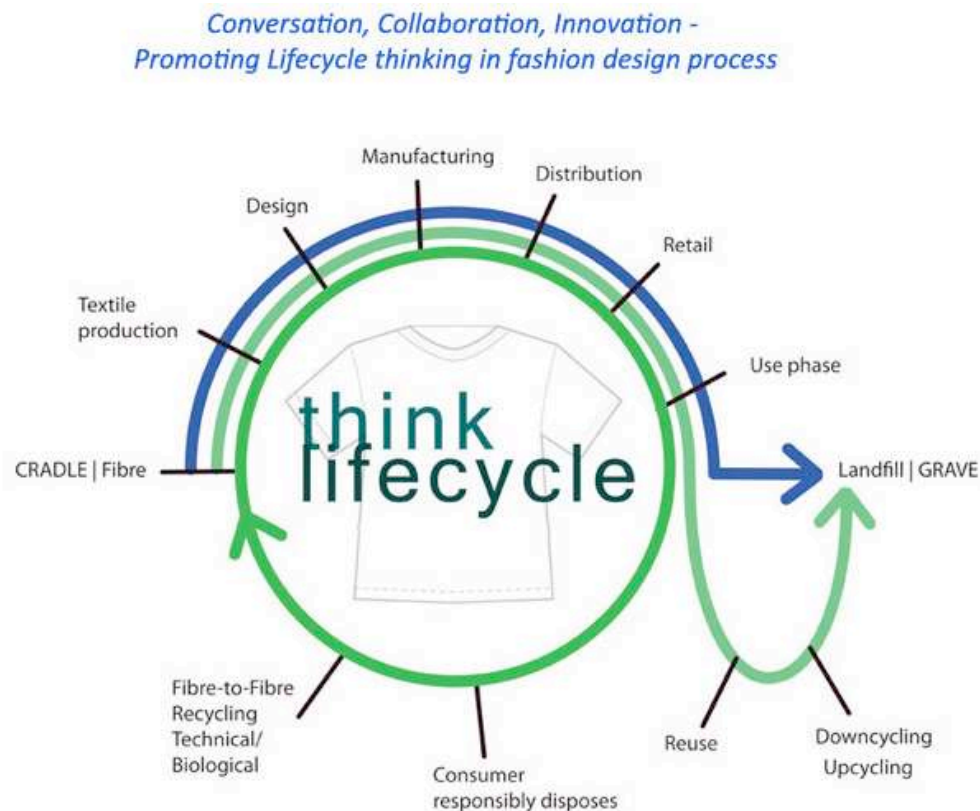 Conversation, Collaboration, Innovation -
Promoting Lifecycle thinking in fashion design process
Manufacturing
Distribution
Design
Retail
Textile
production
Use phase
think
lifecycle
CRADLE | Fibre
Landfill | GRAVE
Fibre-to-Fibre
Recycling
Technical/
Biological
Consumer
responsibly disposes
Reuse
Downcycling
Upcycling